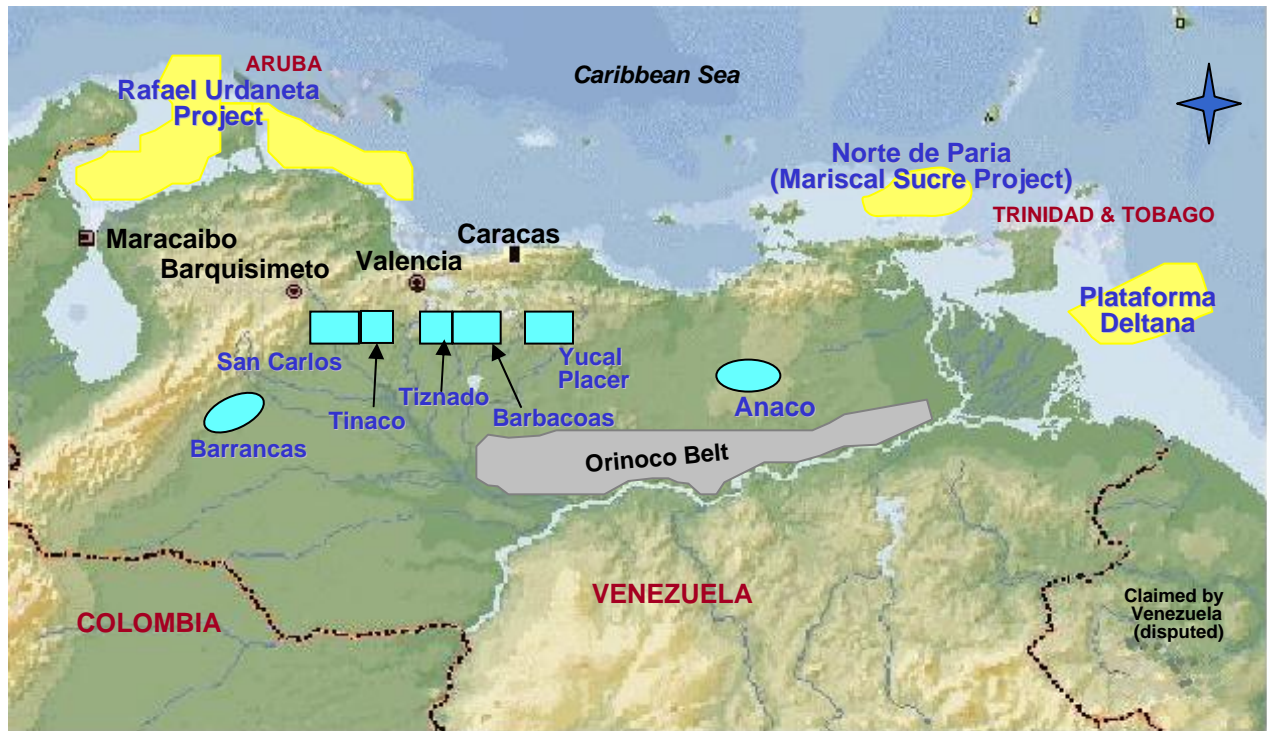 ARUBA
Caribbean Sea
Rafael Urdaneta
Project
Norte de Paria
(Mariscal Sucre Project)
TRINIDAD & TOBAGO
Maracaibo
Caracas
Barquisimeto
Valencia
Plataforma
Deltana
San Carlos
Yucal
Placer
Tinaco
Tiznado
Barbacoas
Anaco
Barrancas
Orinoco Belt
VENEZUELA
COLOMBIA
Claimed by
Venezuela
(disputed)